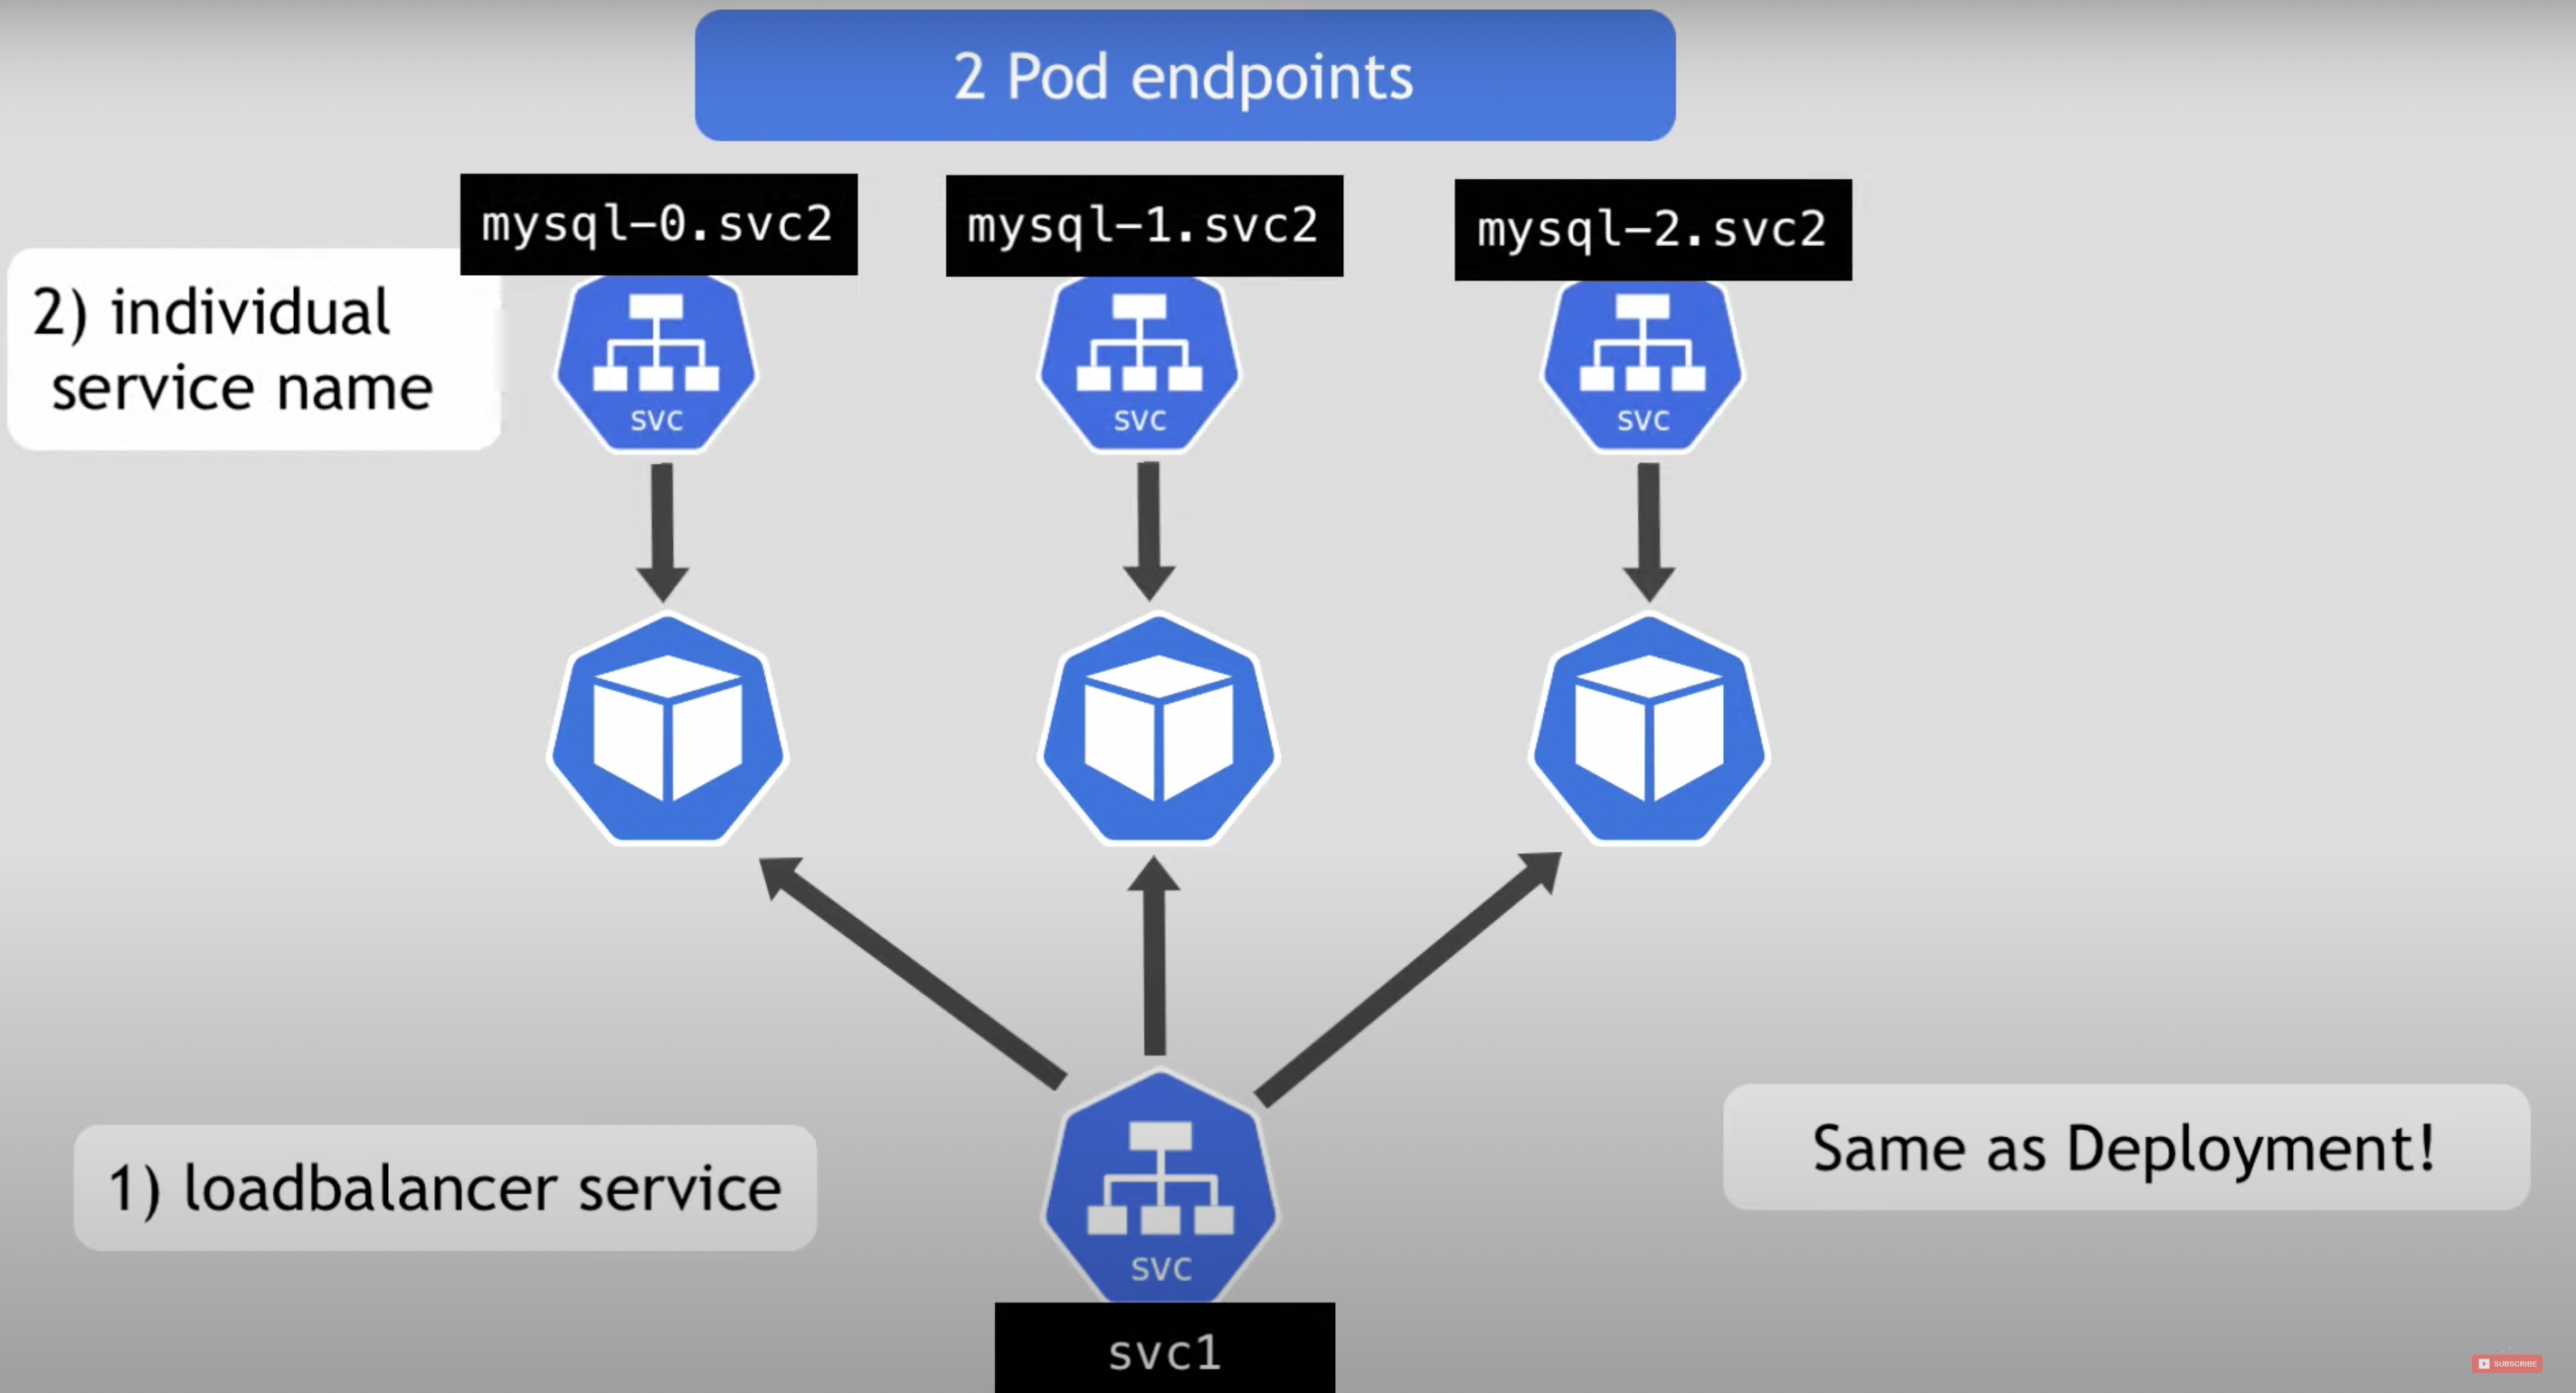 2 Pod endpoints
mysql-0.svc2
mysql-1.svc2
mysql-2.svc2
2) individual
service name
svc
svc
svc
1) loadbalancer service
Same as Deployment!
svc
svc1
SUBSCRIBE